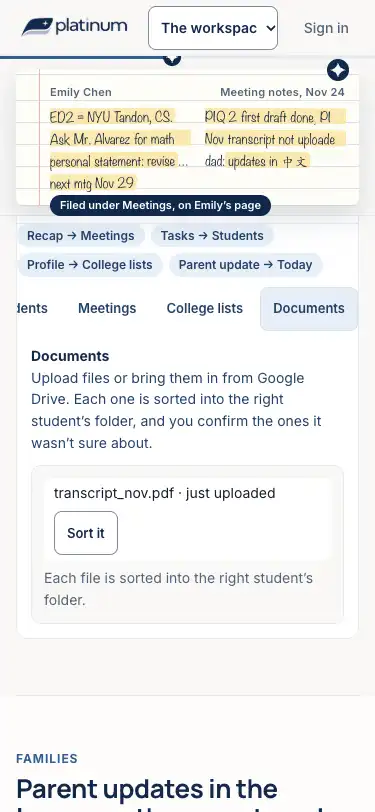 platinum
The workspac
Sign in
Emily Chen
Meeting notes, Nov 24
ED2 = NYU Tandon, CS.
Ask Mr. Alvarez for math
personal statement: revise ...
next mtg Nov 29
PIQ 2 first draft done, PI
Nov transcript not uploade
dad: updates in 中文
Filed under Meetings, on Emily's page
Recap → Meetings
Tasks → Students
Profile → College lists
Parent update → Today
dents
Meetings
College lists
Documents
Documents
Upload files or bring them in from Google
Drive. Each one is sorted into the right
student's folder, and you confirm the ones it
wasn't sure about.
transcript_nov.pdf · just uploaded
Sort it
Each file is sorted into the right student's
folder.
FAMILIES
Parent updates in the